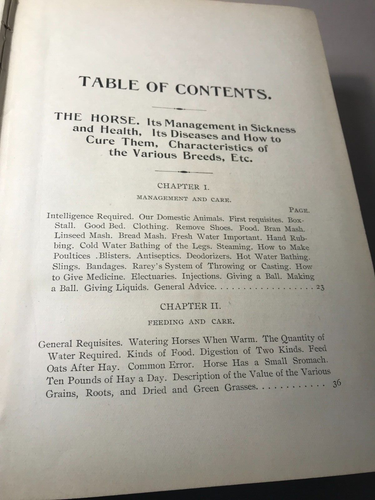 TABLE OF CONTENTS.
THE HORSE. Its Management in Sickness
and Health, Its Diseases and How to
Cure Them, Characteristics of
the Various Breeds, Etc.
CHAPTER I.
MANAGEMENT AND CARE.
PAGE.
Intelligence Required. Our Domestic Animals. First requisites. Box-
Stall. Good Bed. Clothing. Remove Shoes. Food. Bran Mash.
Linseed Mash. Bread Mash. Fresh Water Important. Hand Rub-
bing. Cold Water Bathing of the Legs. Steaming. How to Make
Poultices .Blisters. Antiseptics. Deodorizers. Hot Water Bathing.
Slings. Bandages. Rarey's System of Throwing or Casting. How
to Give Medicine. Electuaries. Injections. Giving a Ball. Making
a Ball. Giving Liquids. General Advice. . . . . . . . . . . . . . . . . . . . 23
CHAPTER II.
FEEDING AND CARE.
General Requisites. Watering Horses When Warm. The Quantity of
Water Required. Kinds of Food. Digestion of Two Kinds. Feed
Oats After Hay. Common Error. Horse Has a Small Stomach.
Ten Pounds of Hay a Day. Description of the Value of the Various
Grains, Roots, and Dried and Green Grasses. . . . . . . . . . . . 36